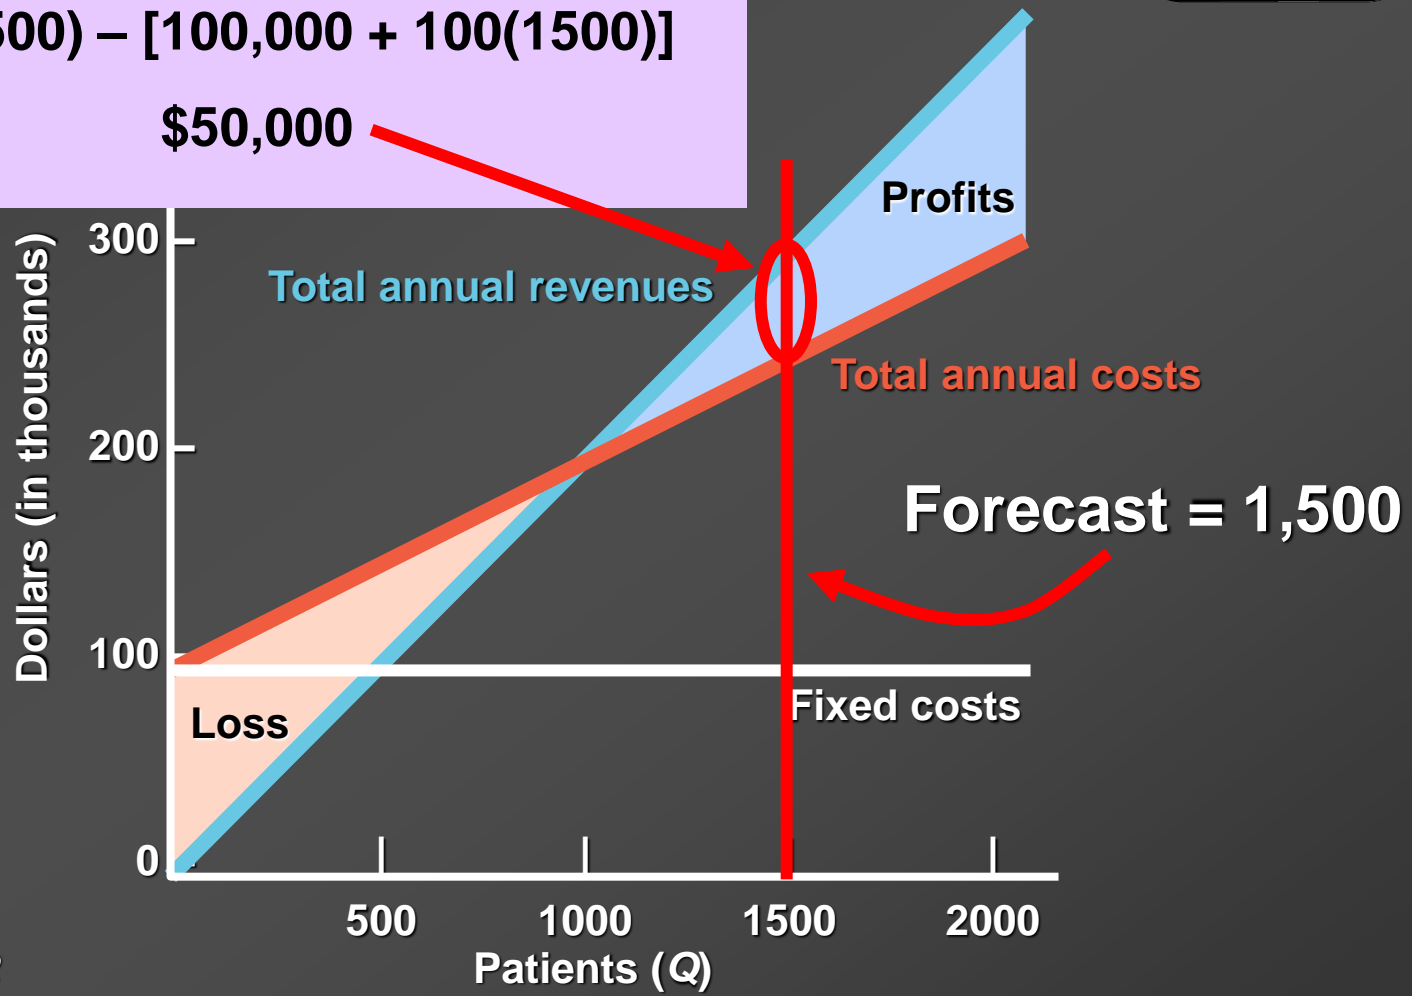 500) – [100,000 + 100(1500)]
$50,000
Profits
300
Total annual revenues
Total annual costs
200
Forecast = 1,500
Dollars (in thousands)
100
Fixed costs
Loss
0
500 1000 1500 2000
Patients (Q)